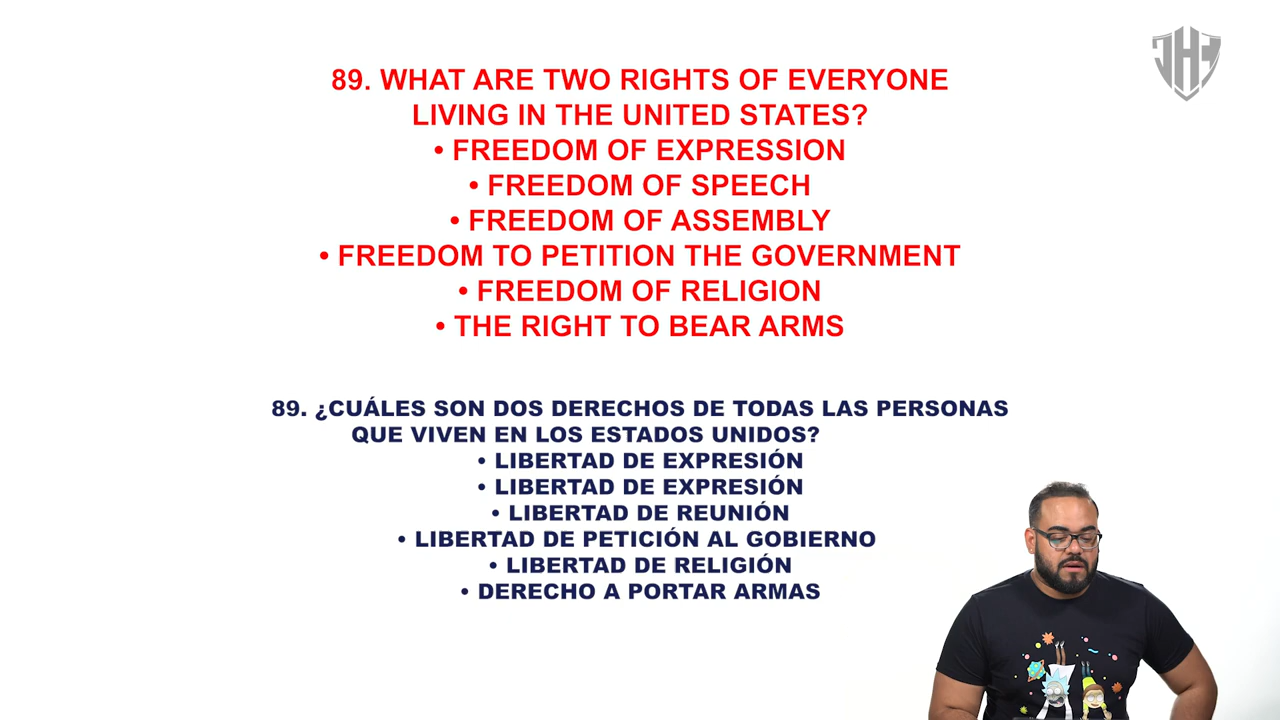 JHF
89. WHAT ARE TWO RIGHTS OF EVERYONE
LIVING IN THE UNITED STATES?
• FREEDOM OF EXPRESSION
• FREEDOM OF SPEECH
• FREEDOM OF ASSEMBLY
• FREEDOM TO PETITION THE GOVERNMENT
• FREEDOM OF RELIGION
• THE RIGHT TO BEAR ARMS
89. ¿CUÁLES SON DOS DERECHOS DE TODAS LAS PERSONAS
QUE VIVEN EN LOS ESTADOS UNIDOS?
• LIBERTAD DE EXPRESIÓN
• LIBERTAD DE EXPRESIÓN
• LIBERTAD DE REUNIÓN
• LIBERTAD DE PETICIÓN AL GOBIERNO
• LIBERTAD DE RELIGIÓN
• DERECHO A PORTAR ARMAS